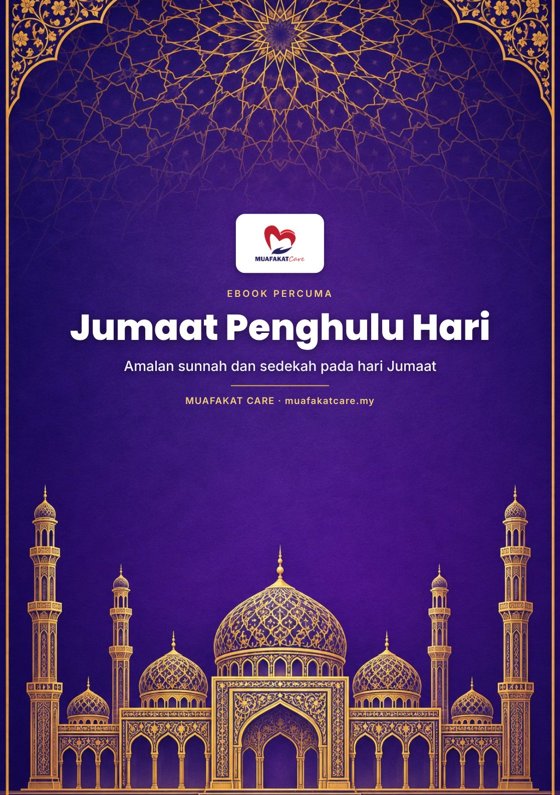 MUAFAKAT Care
EBOOK PERCUMA
Jumaat Penghulu Hari
Amalan sunnah dan sedekah pada hari Jumaat
MUAFAKAT CARE · muafakatcare.my